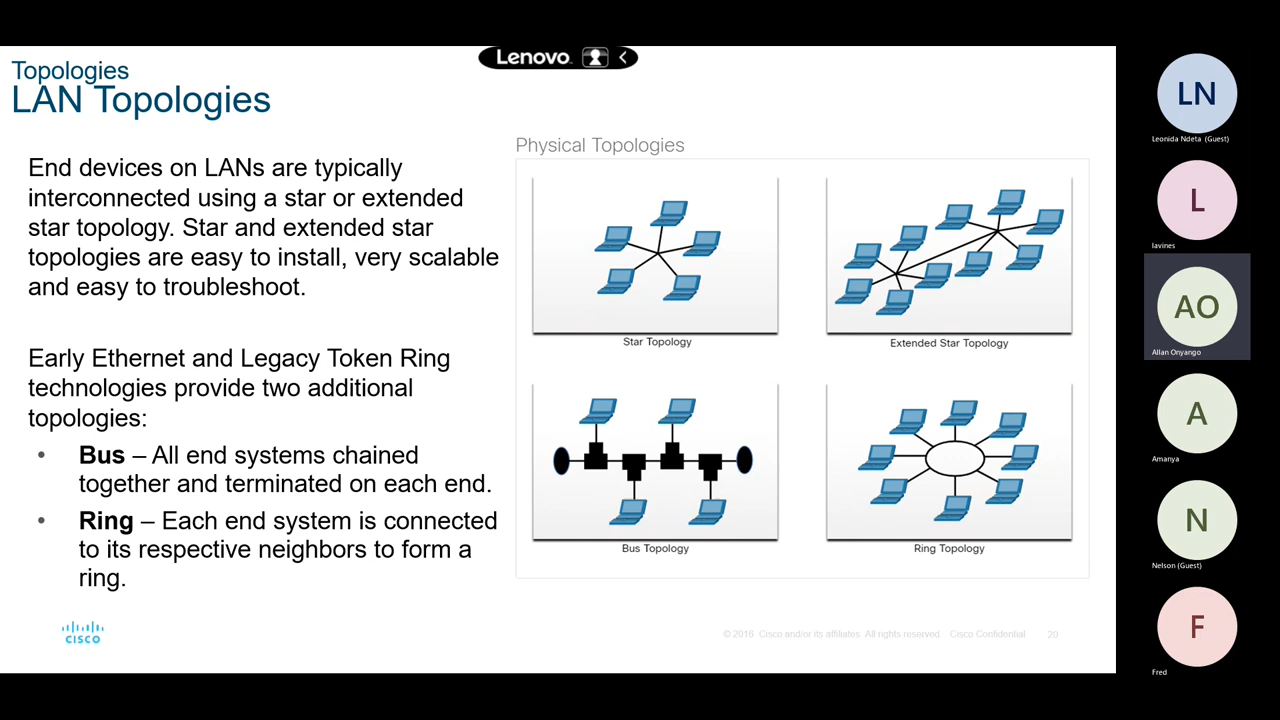 Lenovo
Topologies
LAN Topologies
End devices on LANs are typically
interconnected using a star or extended
star topology. Star and extended star
topologies are easy to install, very scalable
and easy to troubleshoot.
Early Ethernet and Legacy Token Ring
technologies provide two additional
topologies:
• Bus – All end systems chained
together and terminated on each end.
• Ring – Each end system is connected
to its respective neighbors to form a
ring.
Physical Topologies
Star Topology
Extended Star Topology
Bus Topology
Ring Topology
CISCO
© 2016 Cisco and/or its affiliates. All rights reserved. Cisco Confidential 20
LN
Leonida Ndeta (Guest)
L
lavines
AO
Allan Onyango
A
Amanya
N
Nelson (Guest)
F
Fred